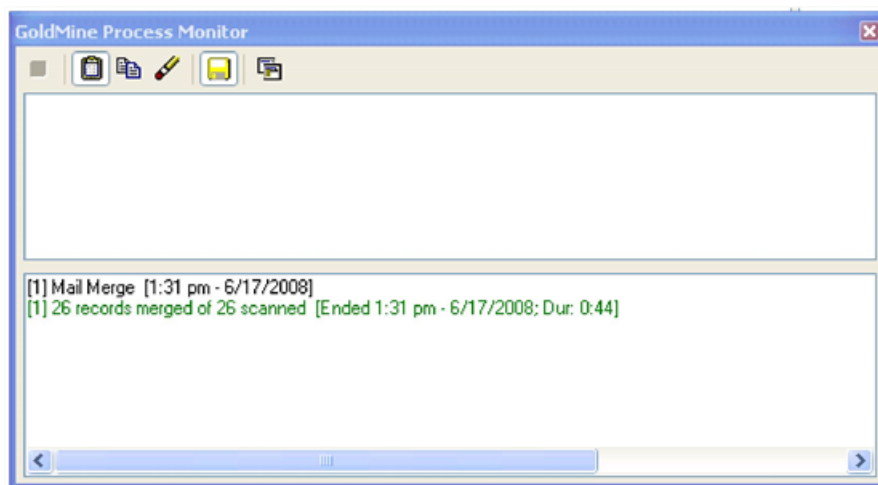 GoldMine Process Monitor
[1] Mail Merge [1:31 pm - 6/17/2008]
[1] 26 records merged of 26 scanned [Ended 1:31 pm - 6/17/2008; Dur: 0:44]